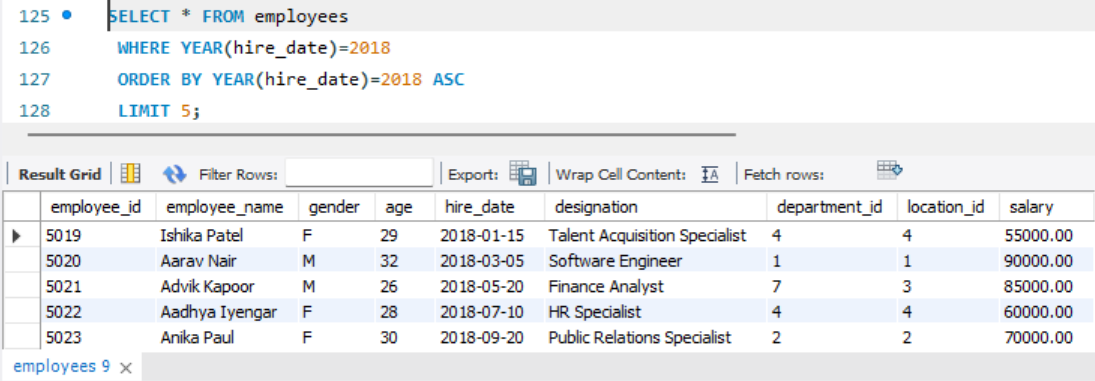 125 SELECT * FROM employees
126 WHERE YEAR(hire_date)=2018
127 ORDER BY YEAR(hire_date)=2018 ASC
128 LIMIT 5;
Result Grid Filter Rows: Export: Wrap Cell Content: IA Fetch rows:
employee_id employee_name gender age hire_date designation department_id location_id salary
5019 Ishika Patel F 29 2018-01-15 Talent Acquisition Specialist 4 4 55000.00
5020 Aarav Nair M 32 2018-03-05 Software Engineer 1 1 90000.00
5021 Advik Kapoor M 26 2018-05-20 Finance Analyst 7 3 85000.00
5022 Aadhya Iyengar F 28 2018-07-10 HR Specialist 4 4 60000.00
5023 Anika Paul F 30 2018-09-20 Public Relations Specialist 2 2 70000.00
employees 9